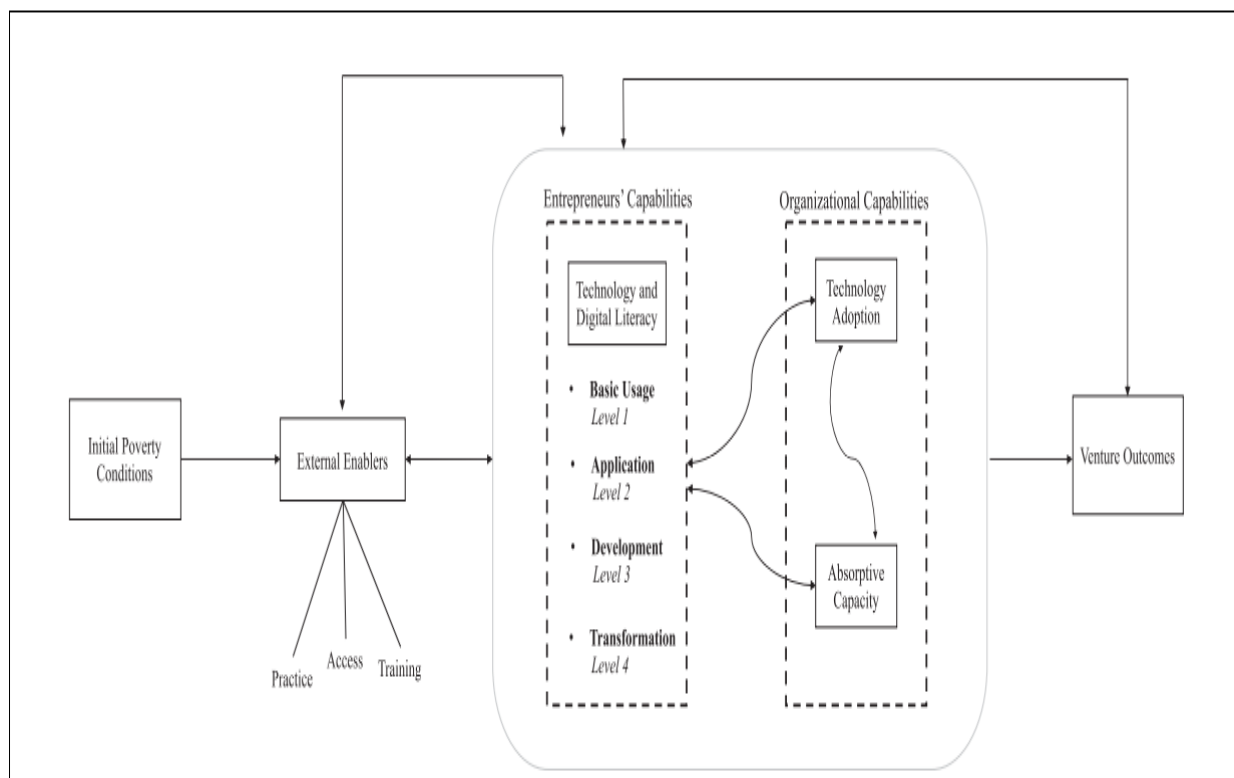 Entrepreneurs' Capabilities
Organizational Capabilities
Technology and
Digital Literacy
Technology
Adoption
• Basic Usage
Level 1
Initial Poverty
Conditions
External Enablers
• Application
Level 2
Venture Outcomes
• Development
Level 3
Absorptive
Capacity
• Transformation
Level 4
Practice
Access
Training